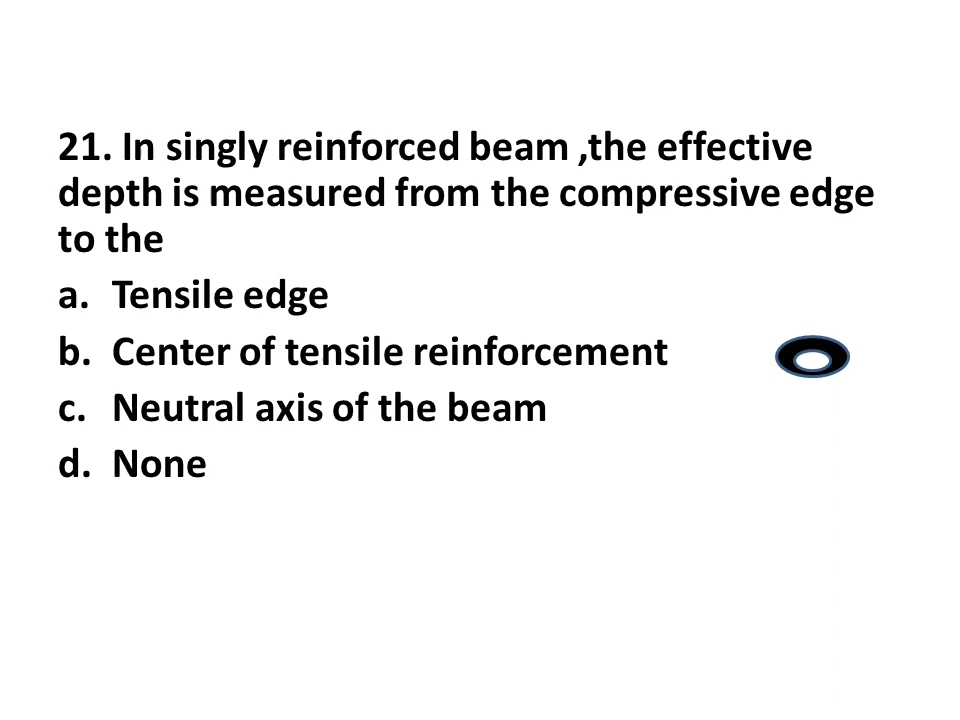 21. In singly reinforced beam ,the effective
depth is measured from the compressive edge
to the
a. Tensile edge
b. Center of tensile reinforcement
c. Neutral axis of the beam
d. None